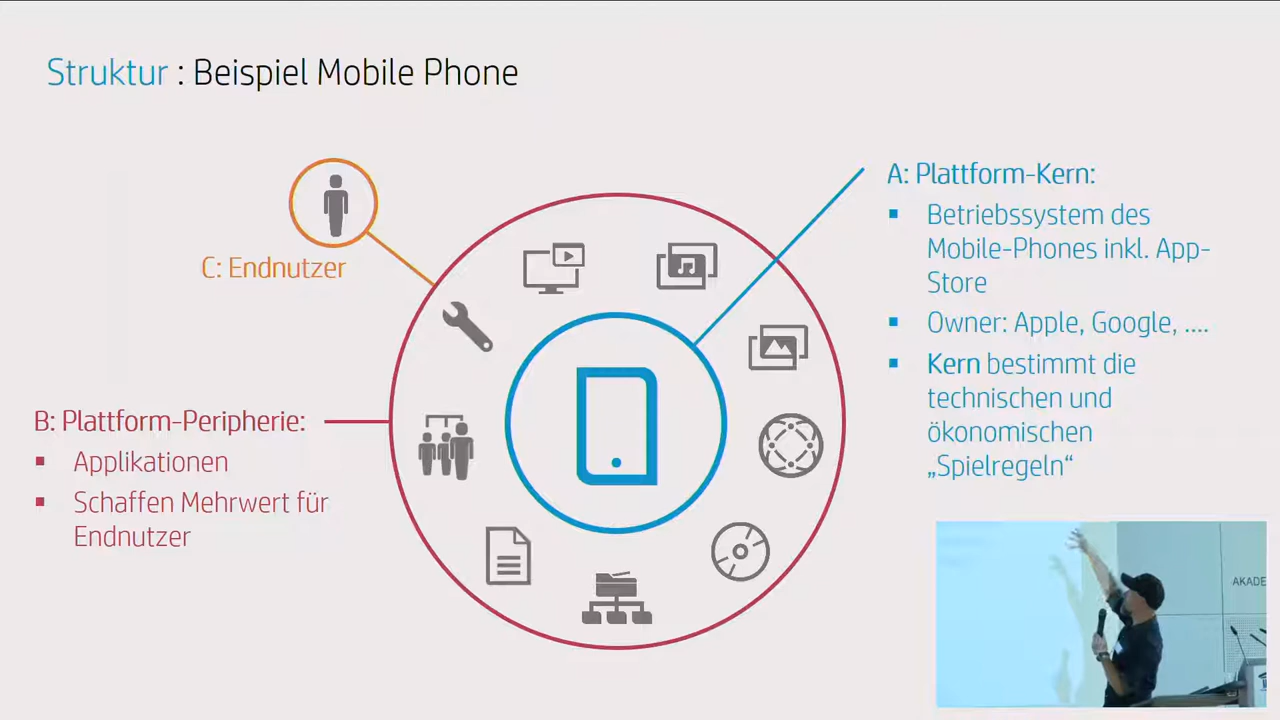 Struktur : Beispiel Mobile Phone
C: Endnutzer
A: Plattform-Kern:
▪ Betriebssystem des
Mobile-Phones inkl. App-
Store
▪ Owner: Apple, Google, ....
▪ Kern bestimmt die
technischen und
ökonomischen
„Spielregeln“
B: Plattform-Peripherie:
▪ Applikationen
▪ Schaffen Mehrwert für
Endnutzer
AKADE